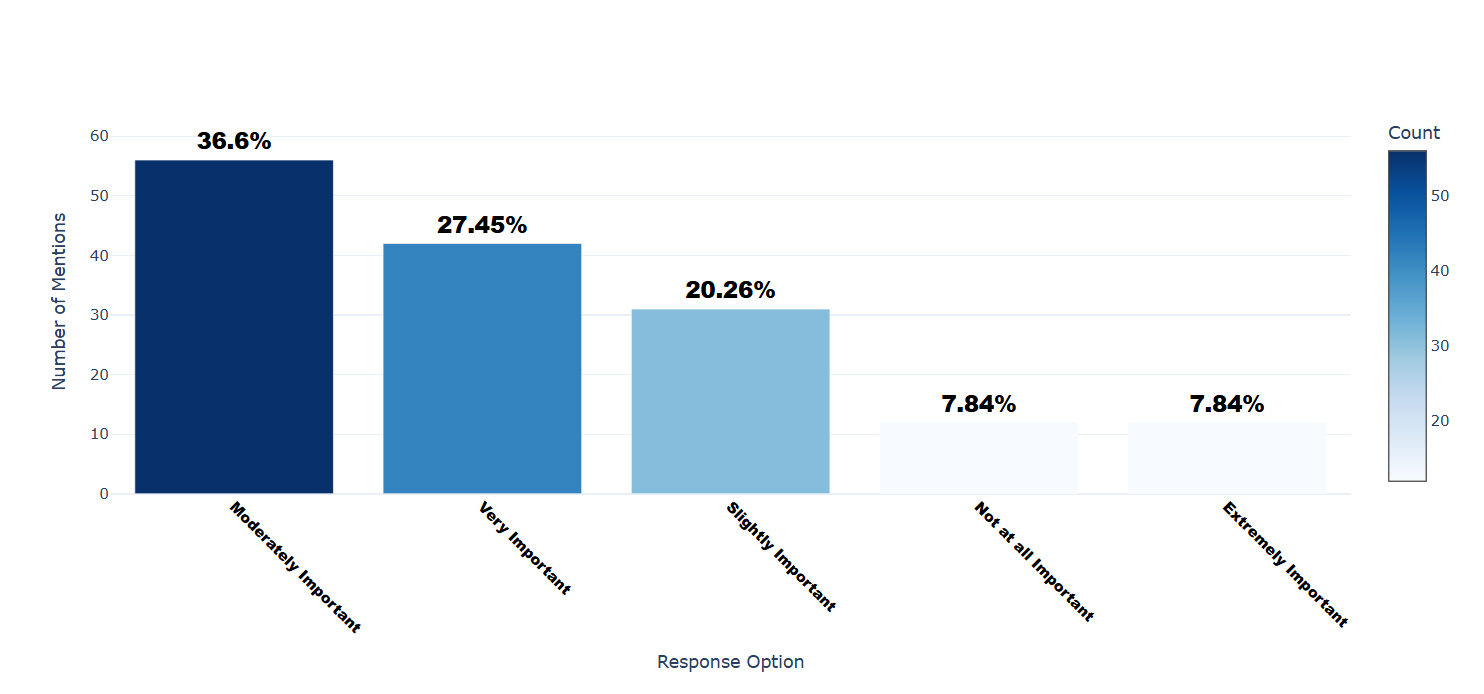 Count
60
50
40
30
20
10
0
Number of Mentions
36.6%
27.45%
20.26%
7.84%
7.84%
50
40
30
20
Moderately Important
Very Important
Slightly Important
Not at all Important
Extremely Important
Response Option